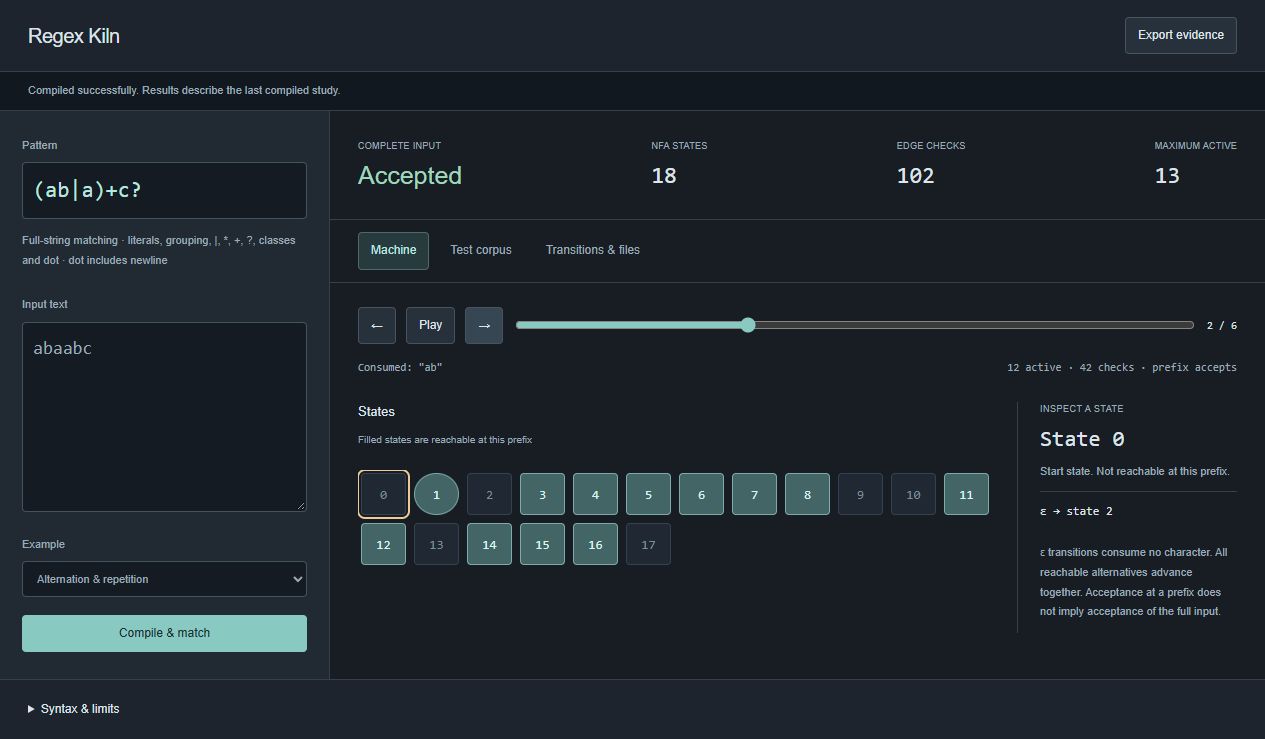 Regex Kiln
Export evidence
Compiled successfully. Results describe the last compiled study.
Pattern
(ab|a)+c?
Full-string matching · literals, grouping, |, *, +, ?, classes
and dot · dot includes newline
Input text
abaabc
Example
Alternation & repetition
Compile & match
COMPLETE INPUT
Accepted
NFA STATES
18
EDGE CHECKS
102
MAXIMUM ACTIVE
13
Machine
Test corpus
Transitions & files
←
Play
→
2 / 6
Consumed: "ab"
12 active · 42 checks · prefix accepts
States
Filled states are reachable at this prefix
0 1 2 3 4 5 6 7 8 9 10 11
12 13 14 15 16 17
INSPECT A STATE
State 0
Start state. Not reachable at this prefix.
ε → state 2
ε transitions consume no character. All
reachable alternatives advance
together. Acceptance at a prefix does
not imply acceptance of the full input.
Syntax & limits